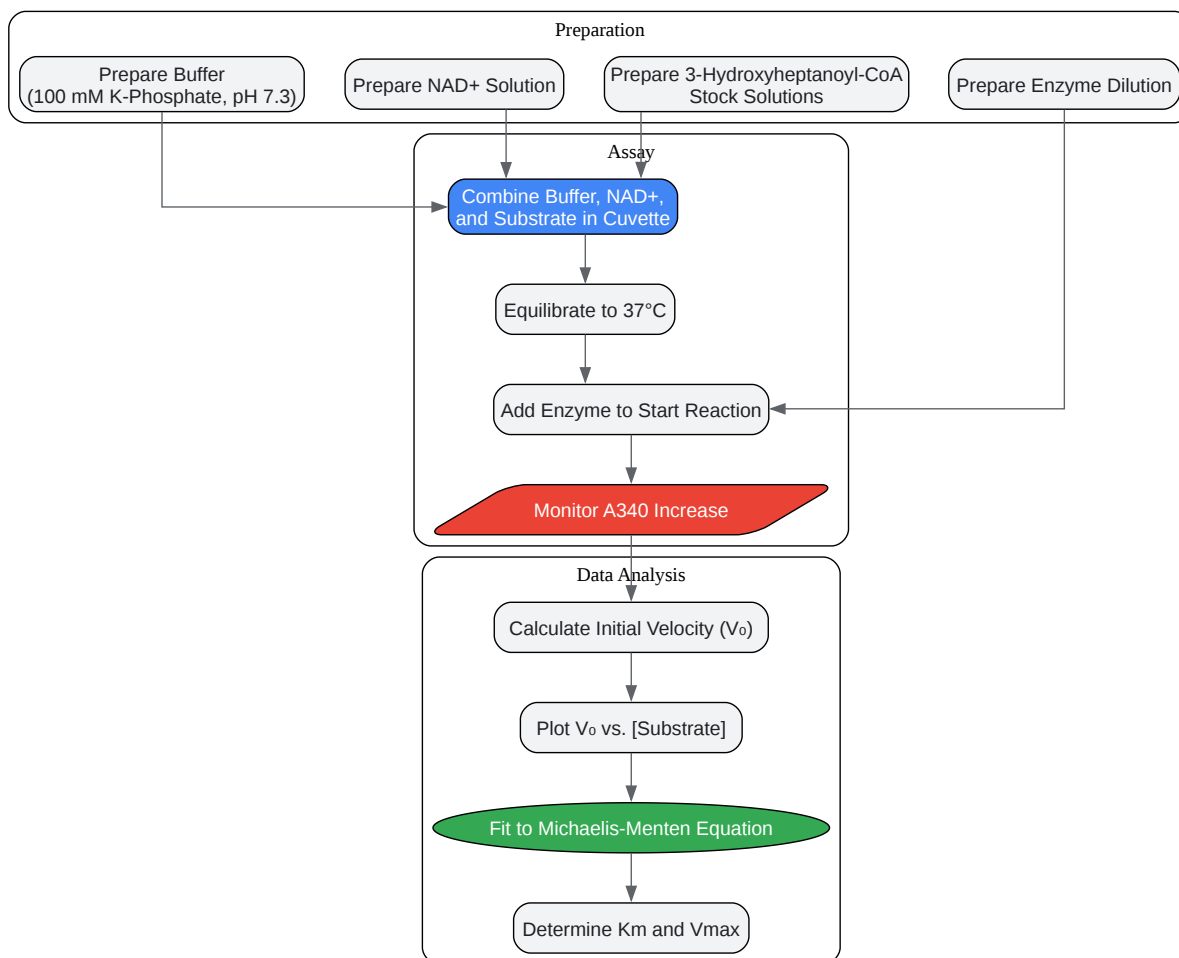 Preparation
Prepare Buffer
(100 mM K-Phosphate, pH 7.3)
Prepare NAD+ Solution
Prepare 3-Hydroxyheptanoyl-CoA
Stock Solutions
Prepare Enzyme Dilution
Assay
Combine Buffer, NAD+,
and Substrate in Cuvette
Equilibrate to 37°C
Add Enzyme to Start Reaction
Monitor A340 Increase
Data Analysis
Calculate Initial Velocity (V₀)
Plot V₀ vs. [Substrate]
Fit to Michaelis-Menten Equation
Determine Km and Vmax